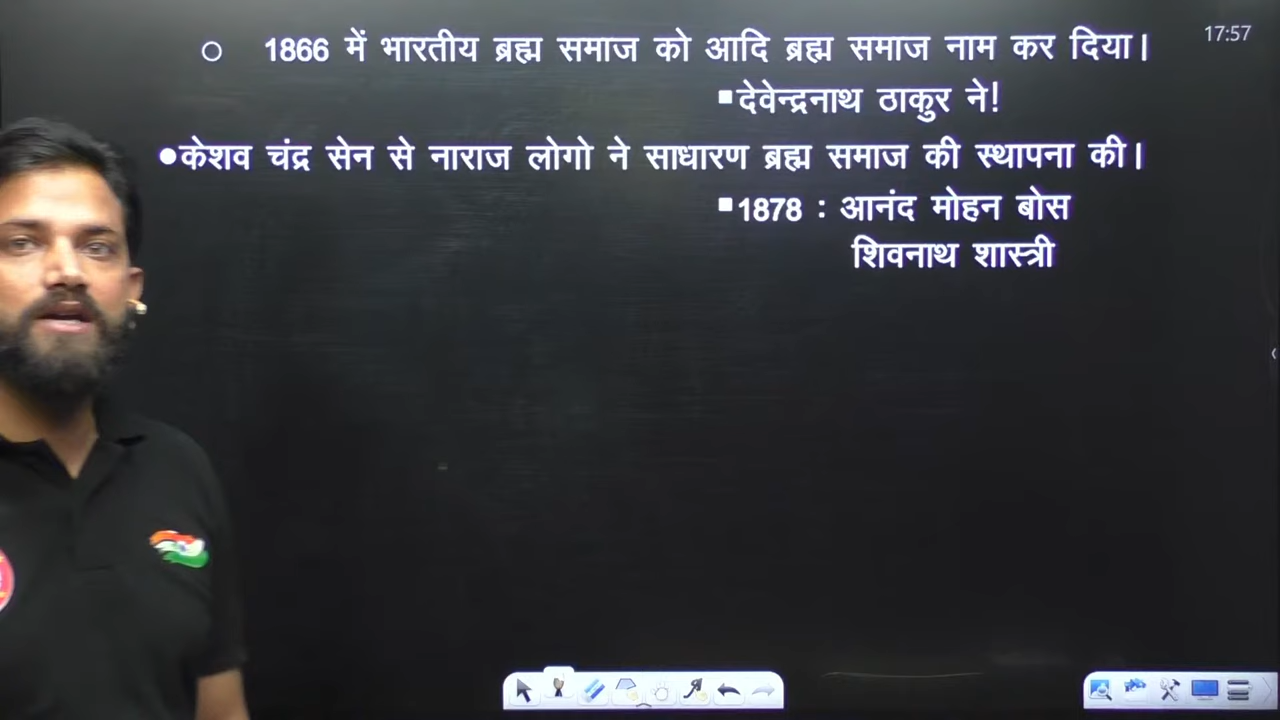 17:57
○ 1866 में भारतीय ब्रह्म समाज को आदि ब्रह्म समाज नाम कर दिया।
▪देवेन्द्रनाथ ठाकुर ने!
●केशव चंद्र सेन से नाराज लोगो ने साधारण ब्रह्म समाज की स्थापना की।
▪1878 : आनंद मोहन बोस
शिवनाथ शास्त्री